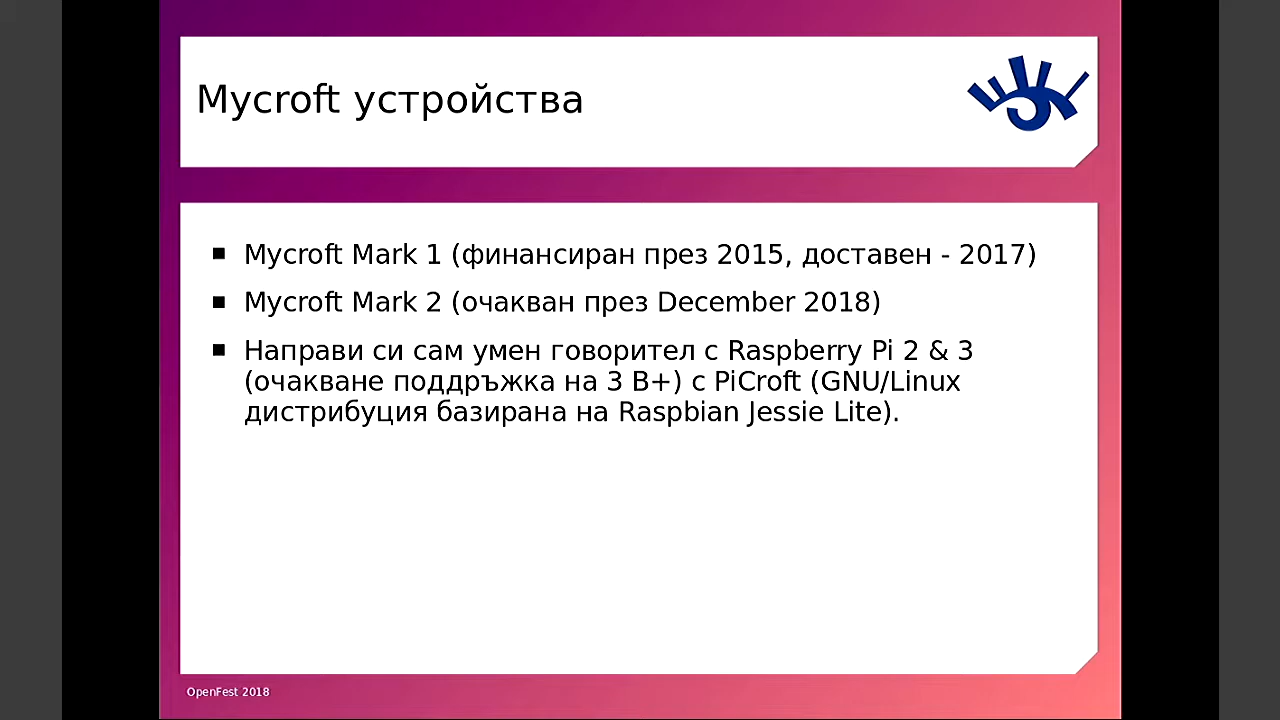 Mycroft устройства
▪ Mycroft Mark 1 (финансиран през 2015, доставен - 2017)
▪ Mycroft Mark 2 (очакван през December 2018)
▪ Направи си сам умен говорител с Raspberry Pi 2 & 3
(очакване поддръжка на 3 B+) с PiCroft (GNU/Linux
дистрибуция базирана на Raspbian Jessie Lite).
OpenFest 2018